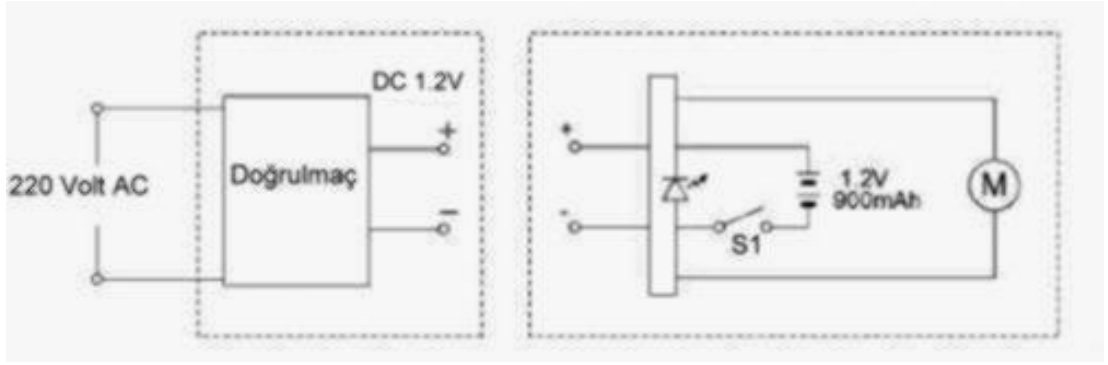 DC 1.2V
+
220 Volt AC
Doğrulmaç
-
+
-
1.2V
900mAh
S1
M